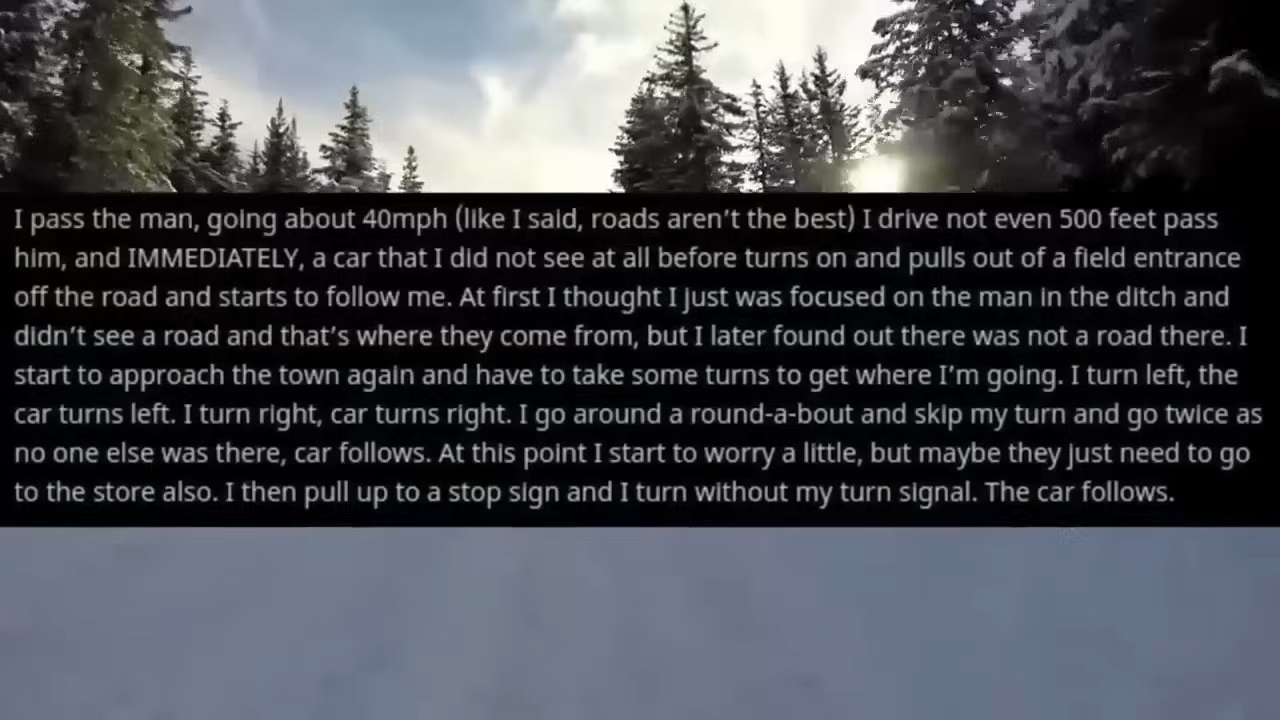 I pass the man, going about 40mph (like I said, roads aren't the best) I drive not even 500 feet pass
him, and IMMEDIATELY, a car that I did not see at all before turns on and pulls out of a field entrance
off the road and starts to follow me. At first I thought I just was focused on the man in the ditch and
didn't see a road and that's where they come from, but I later found out there was not a road there. I
start to approach the town again and have to take some turns to get where I'm going. I turn left, the
car turns left. I turn right, car turns right. I go around a round-a-bout and skip my turn and go twice as
no one else was there, car follows. At this point I start to worry a little, but maybe they just need to go
to the store also. I then pull up to a stop sign and I turn without my turn signal. The car follows.